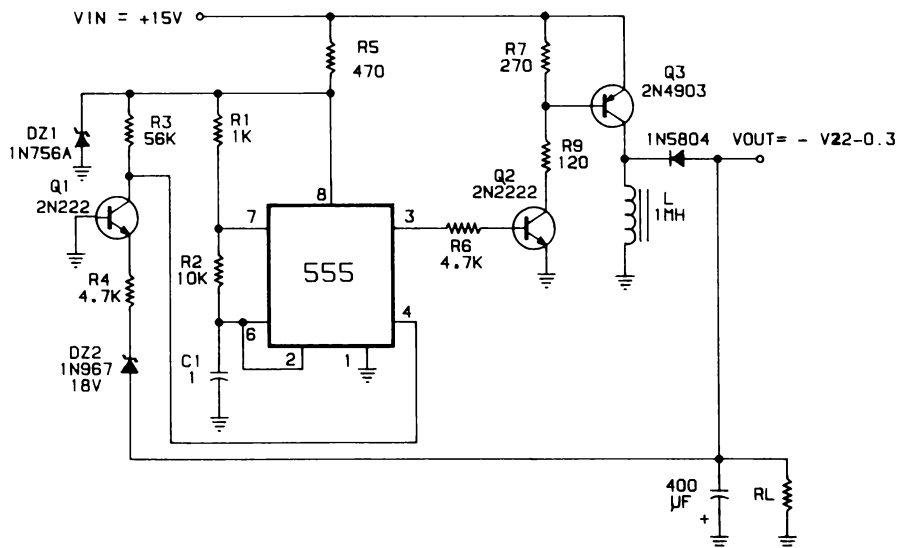 VIN = +15V
R5
470
R7
270
Q3
2N4903
DZ1
1N756A
R3
56K
R1
1K
1N5804
VOUT= - V22-0.3
R9
120
Q1
2N222
Q2
2N2222
8
7
3
L
1MH
R6
4.7K
R2
10K
555
R4
4.7K
6
4
2
1
DZ2
1N967
18V
C1
1
400
µF
+
RL